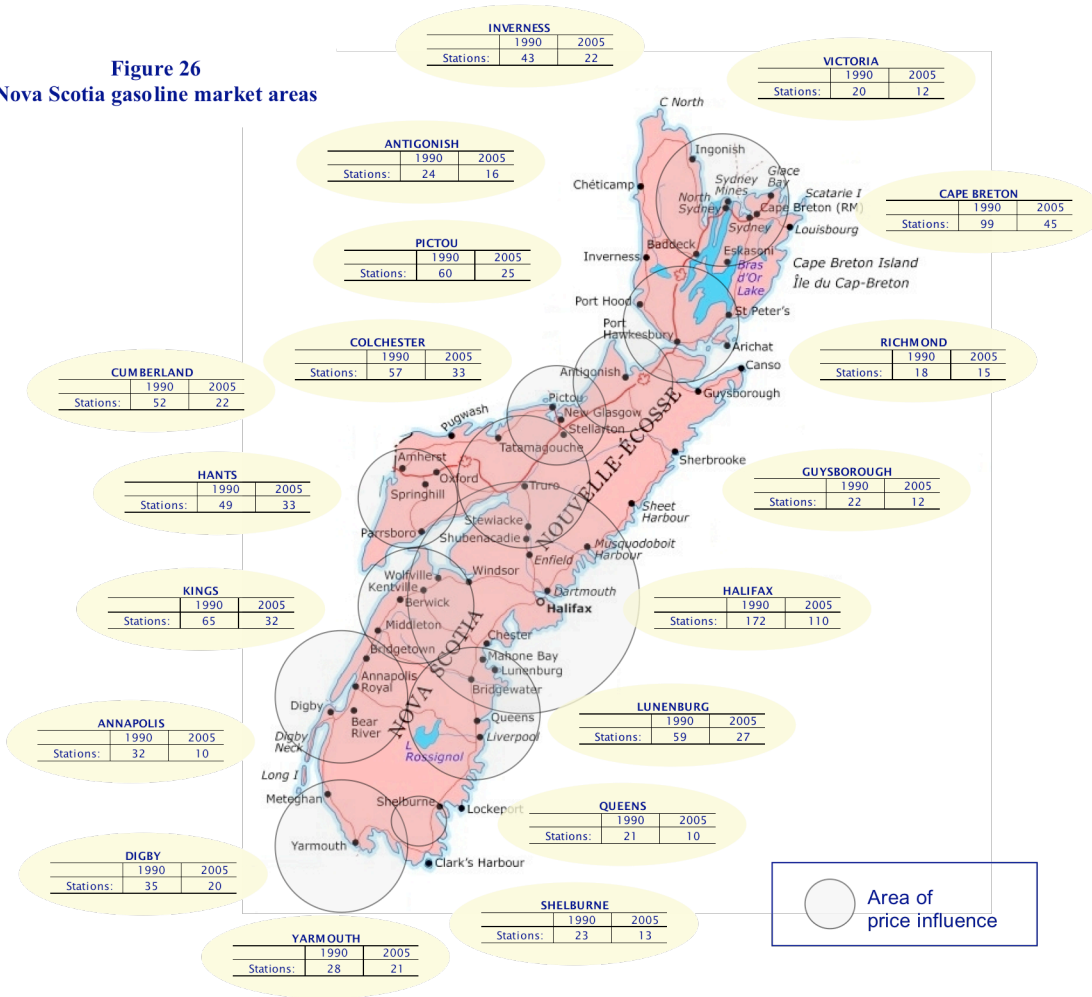 Figure 26
Nova Scotia gasoline market areas
INVERNESS
1990 2005
Stations: 43 22
VICTORIA
1990 2005
Stations: 20 12
ANTIGONISH
1990 2005
Stations: 24 16
CAPE BRETON
1990 2005
Stations: 99 45
PICTOU
1990 2005
Stations: 60 25
COLCHESTER
1990 2005
Stations: 57 33
RICHMOND
1990 2005
Stations: 18 15
CUMBERLAND
1990 2005
Stations: 52 22
HANTS
1990 2005
Stations: 49 33
GUYSBOROUGH
1990 2005
Stations: 22 12
KINGS
1990 2005
Stations: 65 32
HALIFAX
1990 2005
Stations: 172 110
ANNAPOLIS
1990 2005
Stations: 32 10
LUNENBURG
1990 2005
Stations: 59 27
QUEENS
1990 2005
Stations: 21 10
DIGBY
1990 2005
Stations: 35 20
SHELBURNE
1990 2005
Stations: 23 13
YARMOUTH
1990 2005
Stations: 28 21
C North
Ingonish
Chéticamp
Sydney
Mines
Glace
Bay
Scatarie I
North
Sydney
Cape Breton (RM)
Sydney
Louisbourg
Baddeck
Eskasoni
Inverness
Bras
d'Or
Lake
Cape Breton Island
Île du Cap-Breton
Port Hood
St Peter's
Port
Hawkesbury
Arichat
Canso
Antigonish
Guysborough
Pictou
New Glasgow
Stellarton
Pugwash
Tatamagouche
NOUVELLE-ÉCOSSE
Sherbrooke
Amherst
Oxford
Springhill
Truro
Sheet
Harbour
Parrsboro
Stewiacke
Shubenacadie
Musquodoboit
Harbour
Enfield
Wolfville
Windsor
Kentville
Berwick
Dartmouth
Halifax
Middleton
NOVA SCOTIA
Chester
Bridgetown
Mahone Bay
Lunenburg
Annapolis
Royal
Bridgewater
Digby
Bear
River
Queens
Liverpool
Digby
Neck
L
Rossignol
Long I
Meteghan
Shelburne
Lockeport
Yarmouth
Clark's Harbour
Area of
price influence